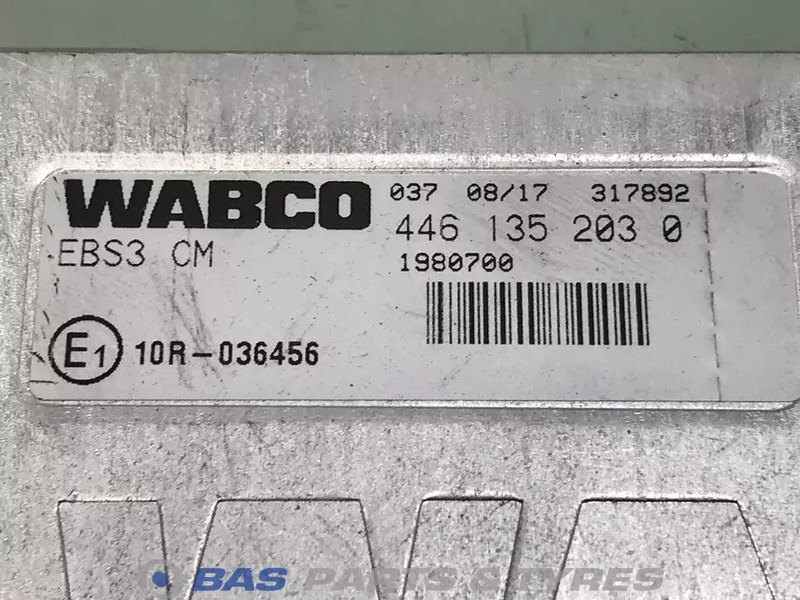 WABCO 037 08/17 317892
446 135 203 0
EBS3 CM 1980700
E1 10R-036456
BAS PARTS & TYRES